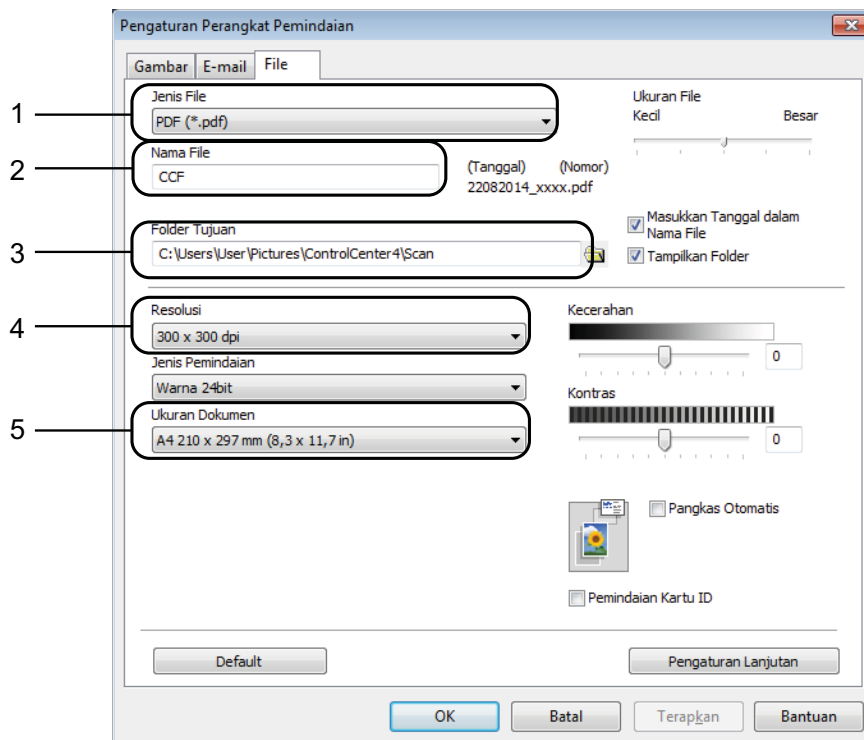 Pengaturan Perangkat Pemindaian
Gambar E-mail File
1
Jenis File
PDF (*.pdf)
Ukuran File
Kecil Besar
2
Nama File
CCF
(Tanggal) (Nomor)
22082014_xxxx.pdf
3
Folder Tujuan
C:\Users\User\Pictures\ControlCenter4\Scan
Masukkan Tanggal dalam
Nama File
Tampilkan Folder
4
Resolusi
300 x 300 dpi
Jenis Pemindaian
Warna 24bit
5
Ukuran Dokumen
A4 210 x 297 mm (8,3 x 11,7 in)
Kecerahan
0
Kontras
0
Pangkas Otomatis
Pemindaian Kartu ID
Default Pengaturan Lanjutan
OK Batal Terapkan Bantuan